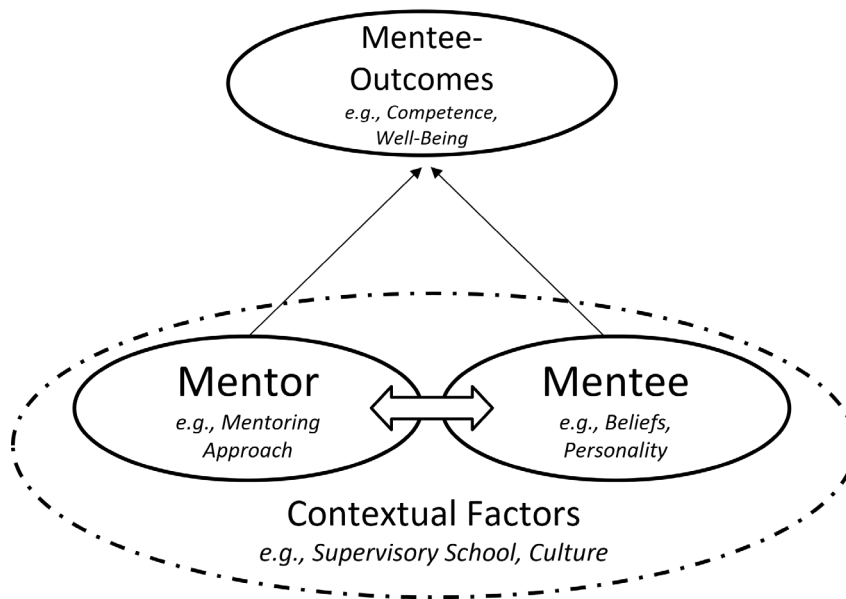 Mentee-
Outcomes
e.g., Competence,
Well-Being
Mentor
e.g., Mentoring
Approach
Mentee
e.g., Beliefs,
Personality
Contextual Factors
e.g., Supervisory School, Culture